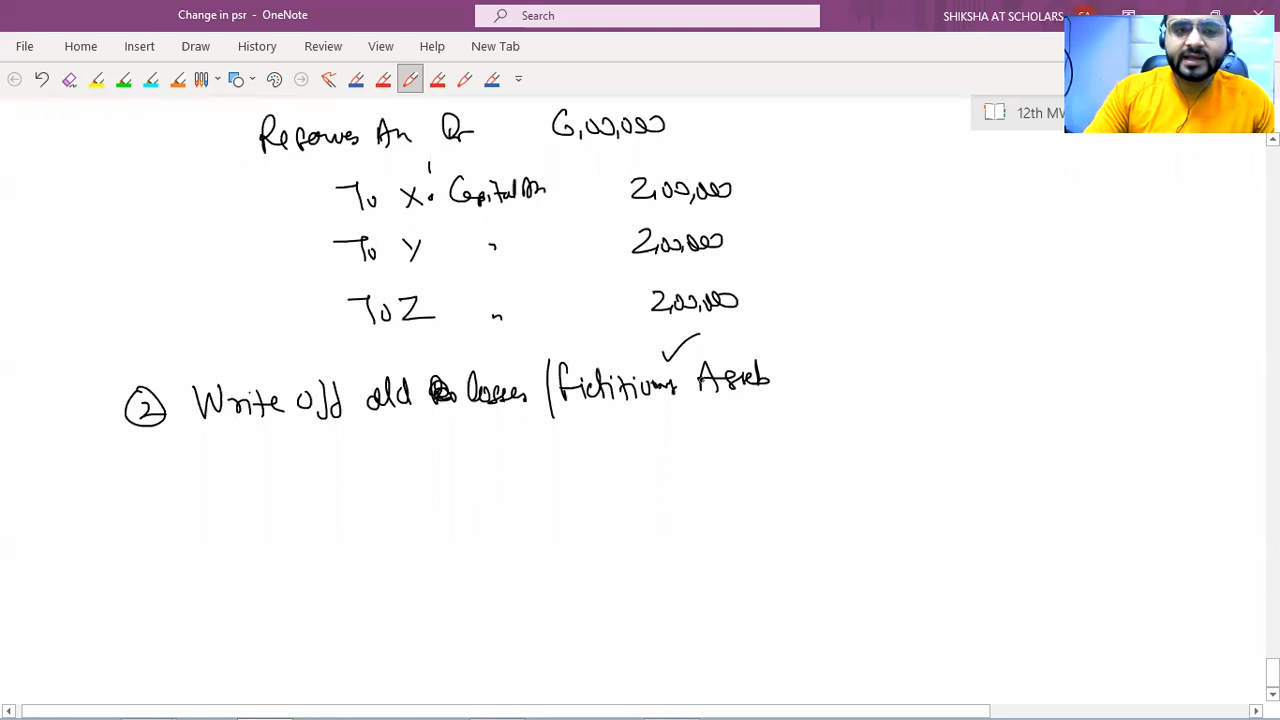 Change in psr - OneNote
Search
SHIKSHA AT SCHOLARS
File Home Insert Draw History Review View Help New Tab
12th MW
Reserves A/c Dr 6,00,000
To X's Capital A/c 2,00,000
To Y " 2,00,000
To Z " 2,00,000
② Write off old losses / Fictitious Assets